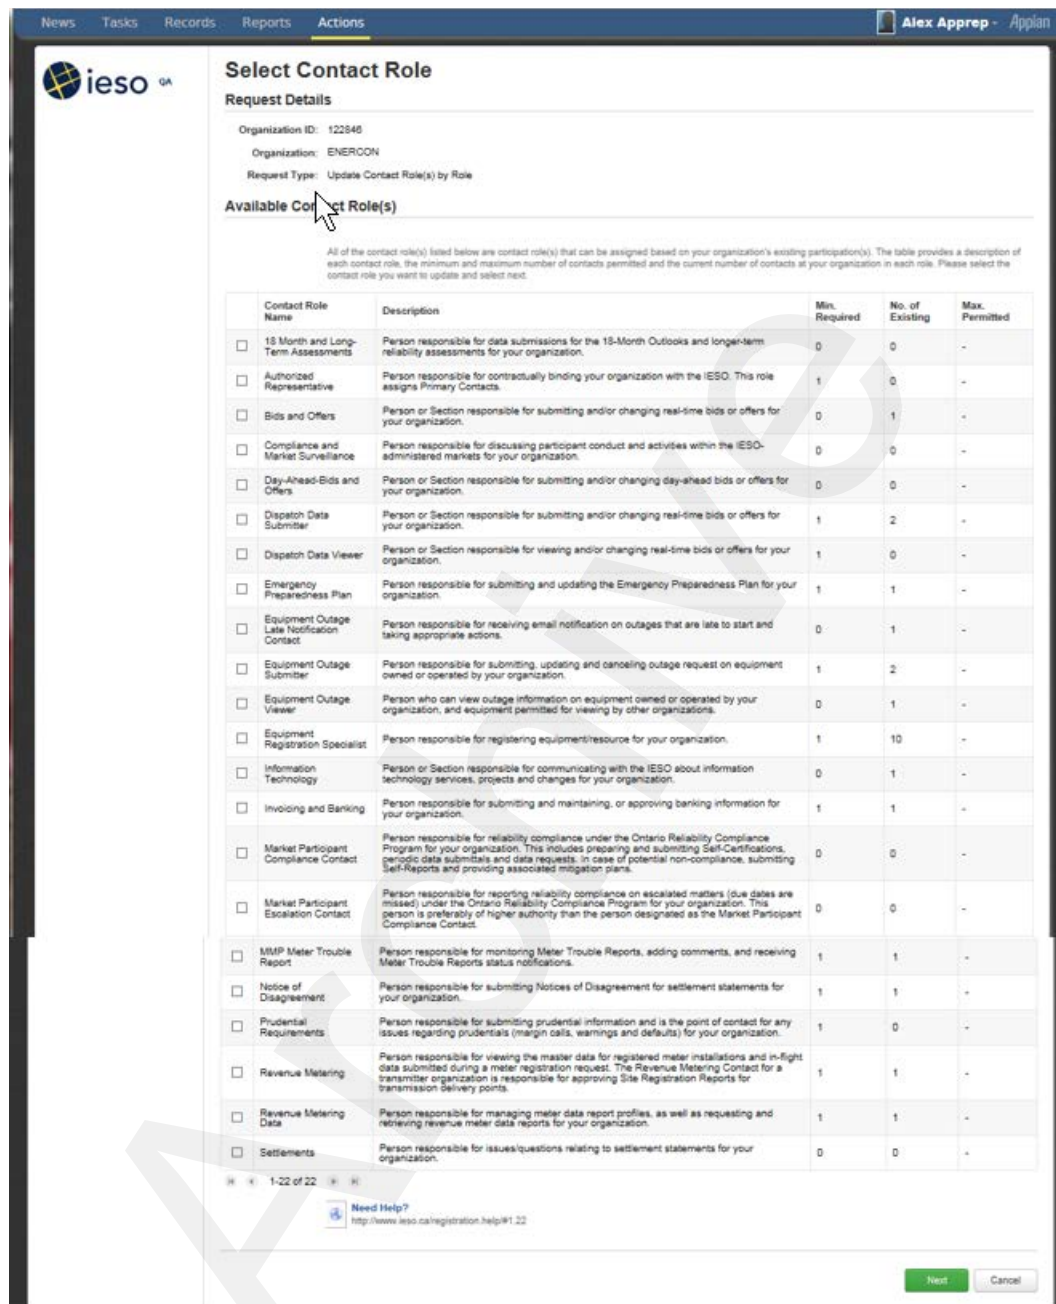 News Tasks Records Reports Actions
Alex Apprep - Appian
ieso QA
Select Contact Role
Request Details
Organization ID: 122846
Organization: ENERCON
Request Type: Update Contact Role(s) by Role
Available Contact Role(s)
All of the contact role(s) listed below are contact role(s) that can be assigned based on your organization's existing participation(s). The table provides a description of
each contact role, the minimum and maximum number of contacts permitted and the current number of contacts at your organization in each role. Please select the
contact role you want to update and select next.
Contact Role Name Description Min. Required No. of Existing Max. Permitted
18 Month and Long-Term Assessments Person responsible for data submissions for the 18-Month Outlooks and longer-term
reliability assessments for your organization. 0 0 -
Authorized Representative Person responsible for contractually binding your organization with the IESO. This role
assigns Primary Contacts. 1 0 -
Bids and Offers Person or Section responsible for submitting and/or changing real-time bids or offers for
your organization. 0 1 -
Compliance and Market Surveillance Person responsible for discussing participant conduct and activities within the IESO-
administered markets for your organization. 0 0 -
Day-Ahead-Bids and Offers Person or Section responsible for submitting and/or changing day-ahead bids or offers for
your organization. 0 0 -
Dispatch Data Submitter Person or Section responsible for submitting and/or changing real-time bids or offers for
your organization. 1 2 -
Dispatch Data Viewer Person or Section responsible for viewing and/or changing real-time bids or offers for your
organization. 1 0 -
Emergency Preparedness Plan Person responsible for submitting and updating the Emergency Preparedness Plan for your
organization. 1 1 -
Equipment Outage Late Notification Contact Person responsible for receiving email notification on outages that are late to start and
taking appropriate actions. 0 1 -
Equipment Outage Submitter Person responsible for submitting, updating and canceling outage request on equipment
owned or operated by your organization. 1 2 -
Equipment Outage Viewer Person who can view outage information on equipment owned or operated by your
organization, and equipment permitted for viewing by other organizations. 0 1 -
Equipment Registration Specialist Person responsible for registering equipment/resource for your organization. 1 10 -
Information Technology Person or Section responsible for communicating with the IESO about information
technology services, projects and changes for your organization. 0 1 -
Invoicing and Banking Person responsible for submitting and maintaining, or approving banking information for
your organization. 1 1 -
Market Participant Compliance Contact Person responsible for reliability compliance under the Ontario Reliability Compliance
Program for your organization. This includes preparing and submitting Self-Certifications,
periodic data submittals and data requests. In case of potential non-compliance, submitting
Self-Reports and providing associated mitigation plans. 0 0 -
Market Participant Escalation Contact Person responsible for reporting reliability compliance on escalated matters (due dates are
missed) under the Ontario Reliability Compliance Program for your organization. This
person is preferably of higher authority than the person designated as the Market Participant
Compliance Contact. 0 0 -
MMP Meter Trouble Report Person responsible for monitoring Meter Trouble Reports, adding comments, and receiving
Meter Trouble Reports status notifications. 1 1 -
Notice of Disagreement Person responsible for submitting Notices of Disagreement for settlement statements for
your organization. 1 1 -
Prudential Requirements Person responsible for submitting prudential information and is the point of contact for any
issues regarding prudentials (margin calls, warnings and defaults) for your organization. 1 0 -
Revenue Metering Person responsible for viewing the master data for registered meter installations and in-flight
data submitted during a meter registration request. The Revenue Metering Contact for a
transmitter organization is responsible for approving Site Registration Reports for
transmission delivery points. 1 1 -
Revenue Metering Data Person responsible for managing meter data report profiles, as well as requesting and
retrieving revenue meter data reports for your organization. 1 1 -
Settlements Person responsible for issues/questions relating to settlement statements for your
organization. 0 0 -
1-22 of 22
Need Help?
http://www.ieso.ca/registration.help/#1.22
Next Cancel
Archive